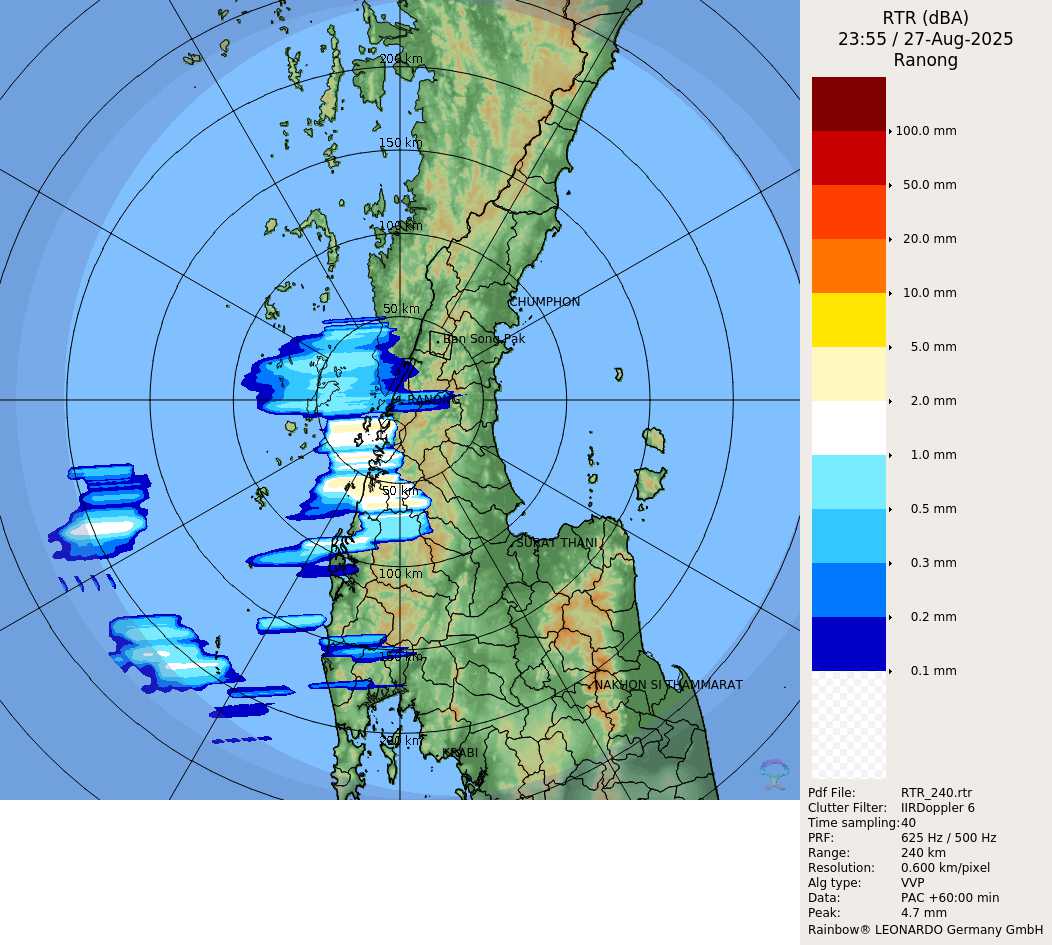 RTR (dBA)
23:55 / 27-Aug-2025
Ranong
100.0 mm
50.0 mm
20.0 mm
10.0 mm
5.0 mm
2.0 mm
1.0 mm
0.5 mm
0.3 mm
0.2 mm
0.1 mm
Pdf File: RTR_240.rtr
Clutter Filter: IIRDoppler 6
Time sampling: 40
PRF: 625 Hz / 500 Hz
Range: 240 km
Resolution: 0.600 km/pixel
Alg type: VVP
Data: PAC +60:00 min
Peak: 4.7 mm
Rainbow® LEONARDO Germany GmbH
200 km
150 km
100 km
50 km
CHUMPHON
Ban Song Pak
RANONG
50 km
SURAT THANI
100 km
150 km
NAKHON SI THAMMARAT
200 km
KRABI